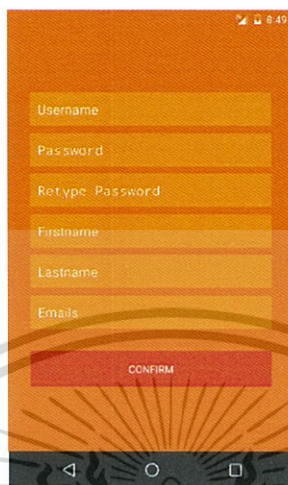 8:49
Username
Password
Retype Password
Firstname
Lastname
Emails
CONFIRM